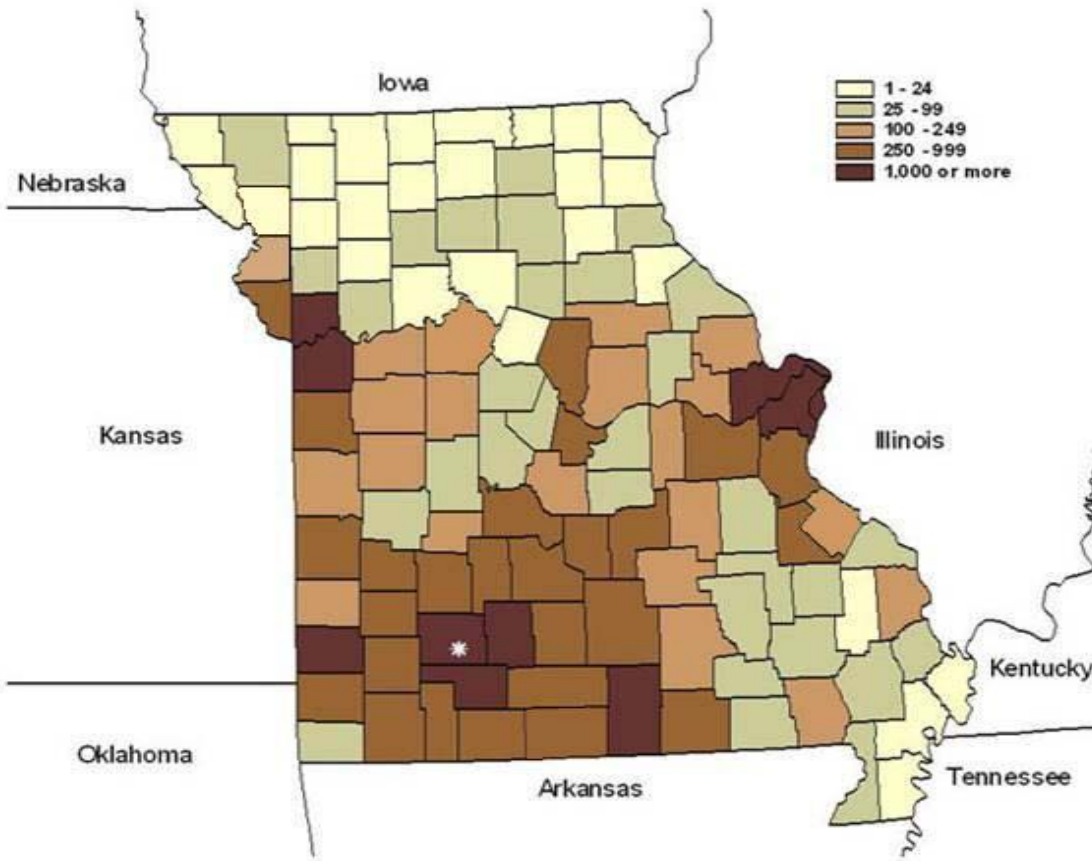 Iowa
1 - 24
25 - 99
100 - 249
250 - 999
1,000 or more
Nebraska
Kansas
Illinois
Kentucky
Oklahoma
Arkansas
Tennessee